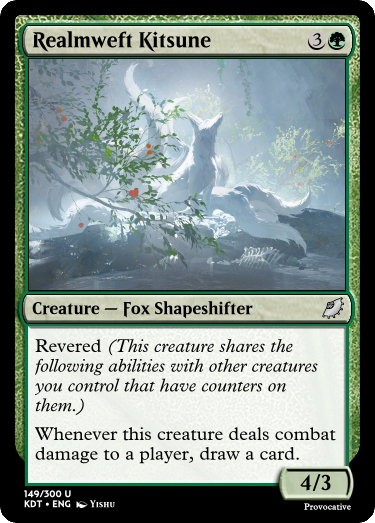 Realmweft Kitsune 3
Creature — Fox Shapeshifter
Revered (This creature shares the
following abilities with other creatures
you control that have counters on
them.)
Whenever this creature deals combat
damage to a player, draw a card.
4/3
149/300 U
KDT • ENG Yishu
Provocative